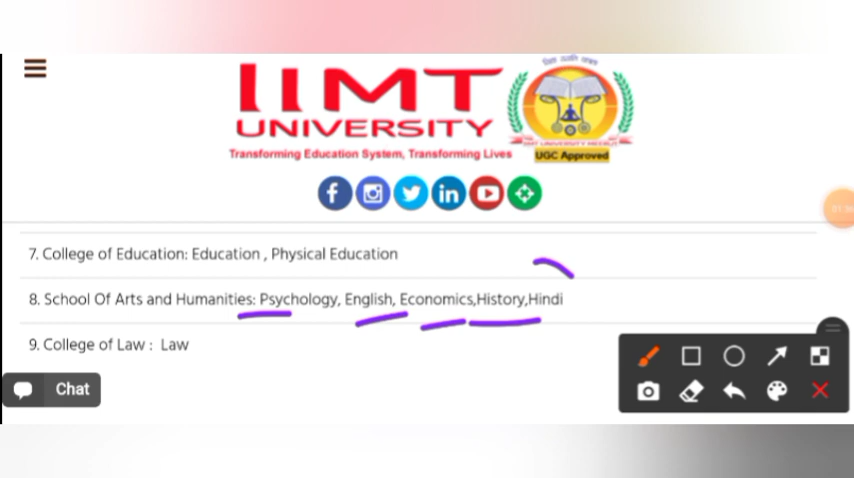 IIMT
UNIVERSITY
Transforming Education System, Transforming Lives
UGC Approved
7. College of Education: Education , Physical Education
8. School Of Arts and Humanities: Psychology, English, Economics,History,Hindi
9. College of Law : Law
Chat